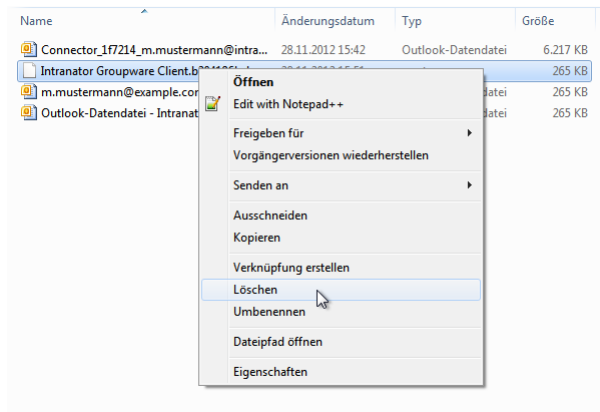 Name Änderungsdatum Typ Größe
Connector_1f7214_m.mustermann@intra... 28.11.2012 15:42 Outlook-Datendatei 6.217 KB
Intranator Groupware Client. 265 KB
m.mustermann@example.cor 265 KB
Outlook-Datendatei - Intranat 265 KB
Öffnen
Edit with Notepad++
Freigeben für
Vorgängerversionen wiederherstellen
Senden an
Ausschneiden
Kopieren
Verknüpfung erstellen
Löschen
Umbenennen
Dateipfad öffnen
Eigenschaften